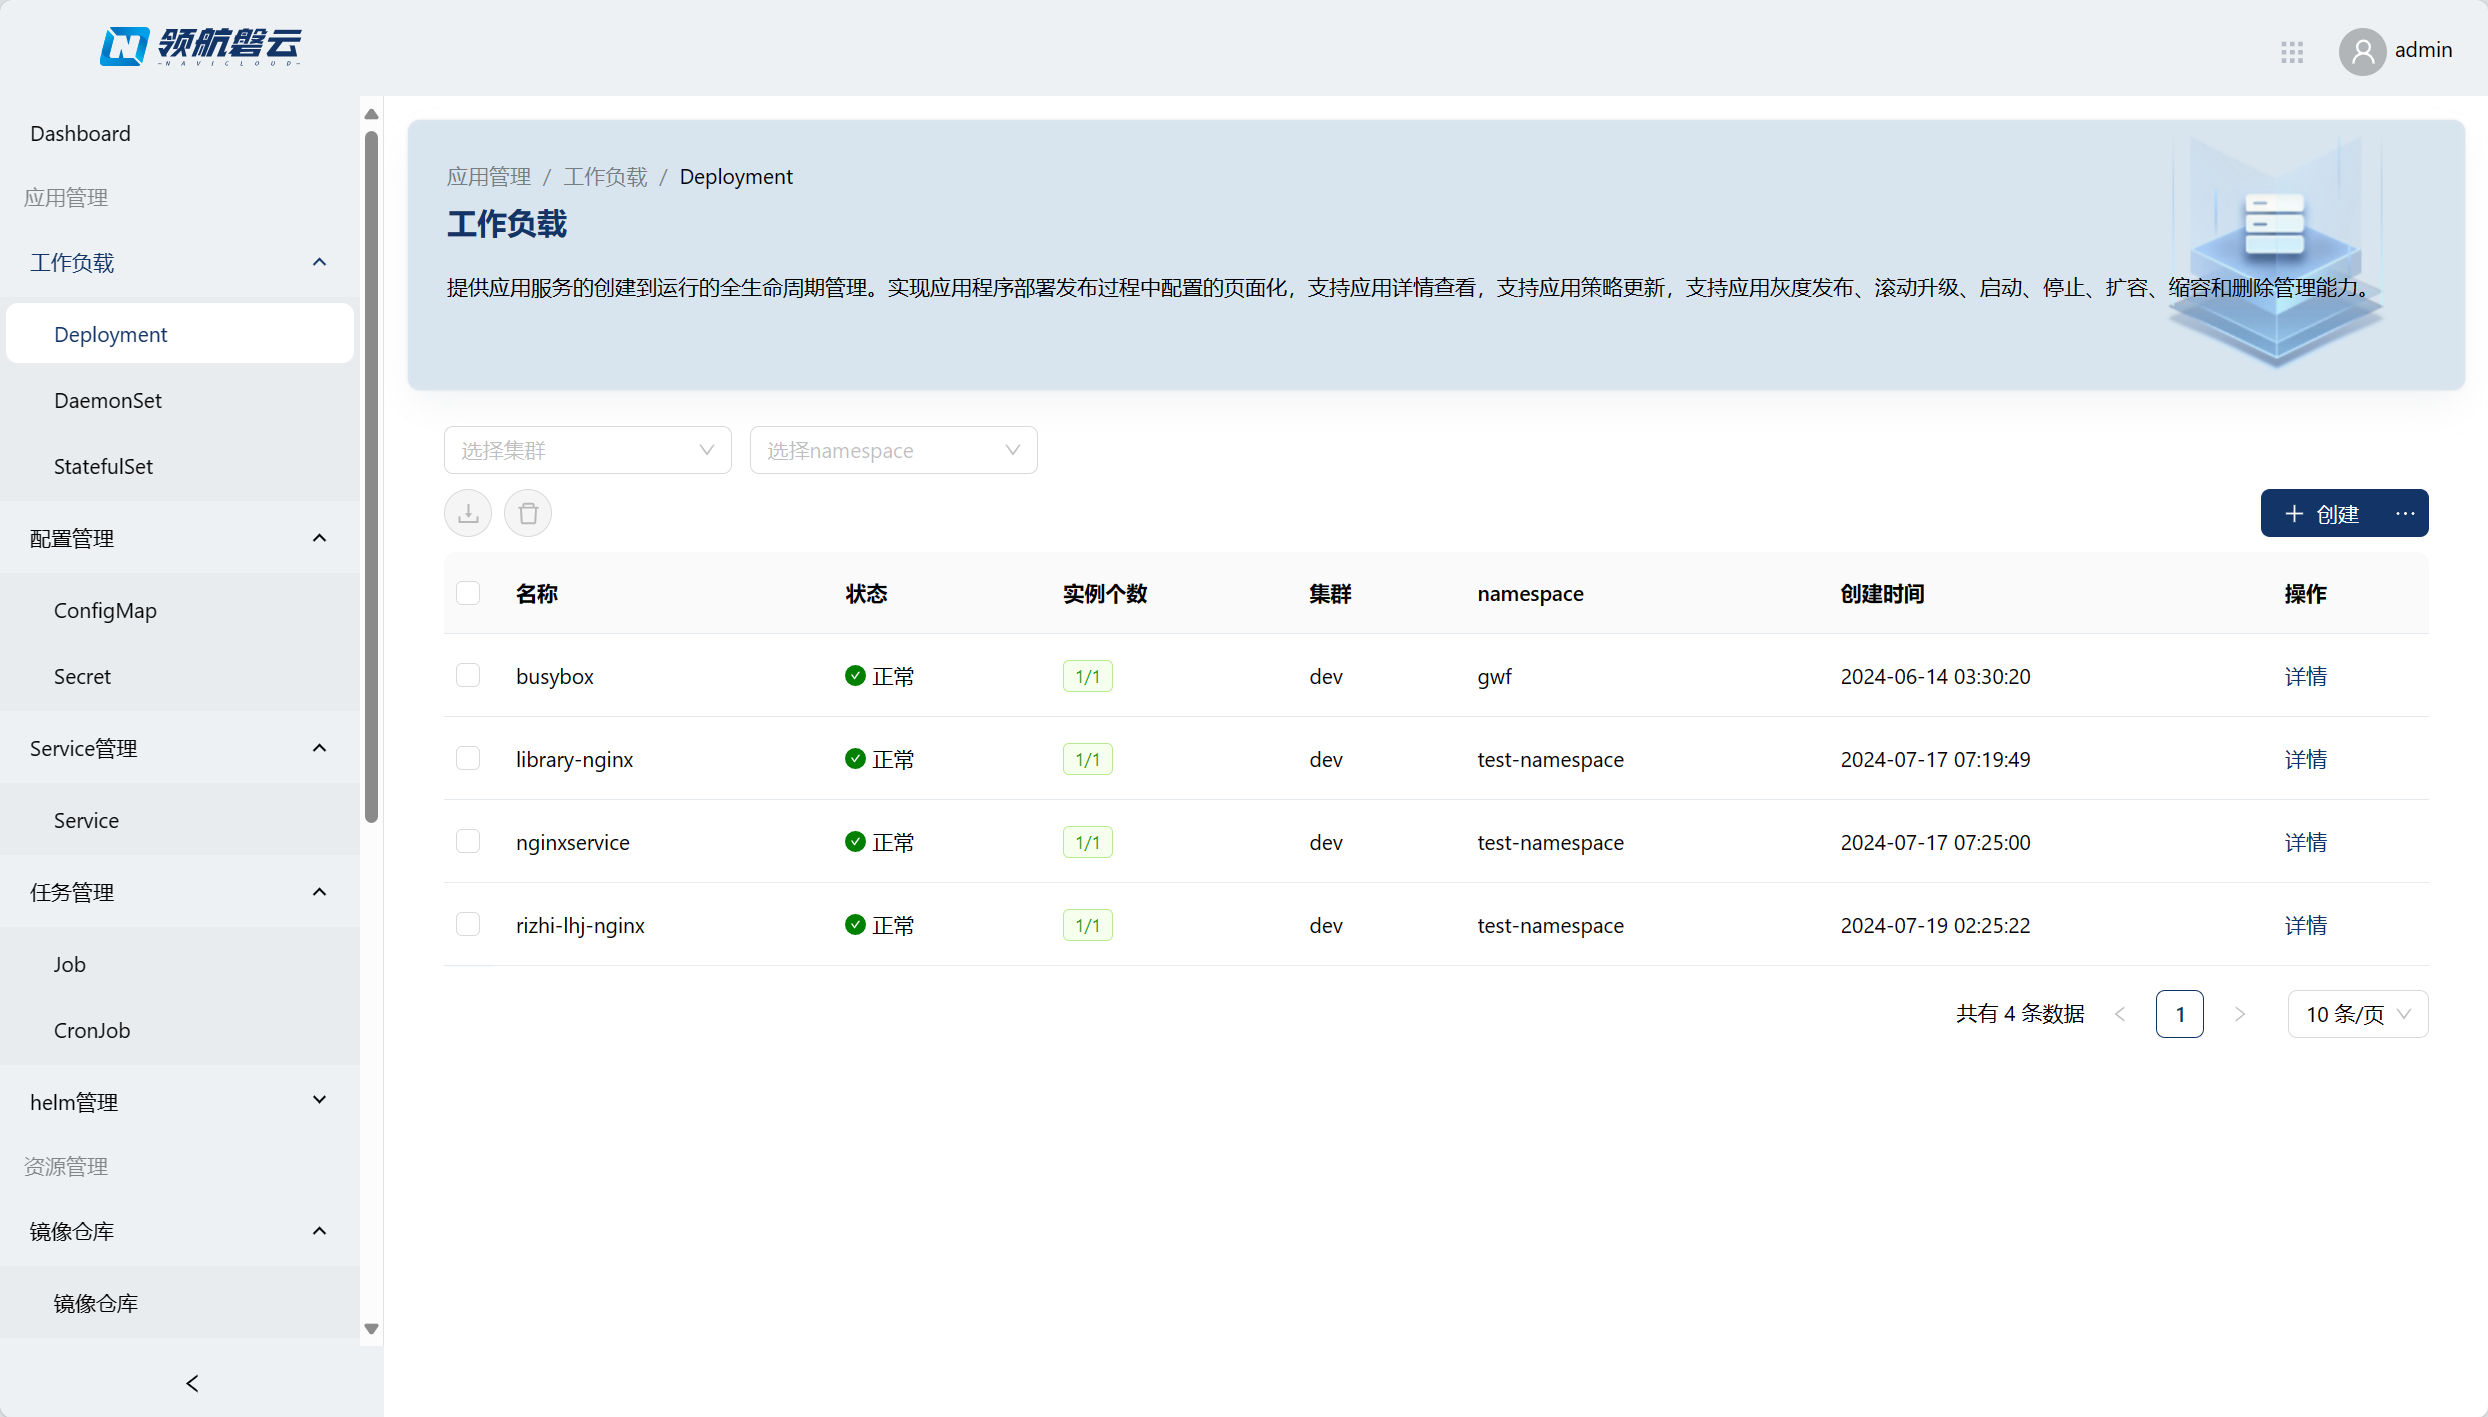 领航磐云
-NAVICLOUD-
admin
Dashboard
应用管理
工作负载
Deployment
DaemonSet
StatefulSet
配置管理
ConfigMap
Secret
Service管理
Service
任务管理
Job
CronJob
helm管理
资源管理
镜像仓库
镜像仓库
应用管理 / 工作负载 / Deployment
工作负载
提供应用服务的创建到运行的全生命周期管理。实现应用程序部署发布过程中配置的页面化，支持应用详情查看，支持应用策略更新，支持应用灰度发布、滚动升级、启动、停止、扩容、缩容和删除管理能力。
选择集群 选择namespace
创建 ···
名称 状态 实例个数 集群 namespace 创建时间 操作
busybox 正常 1/1 dev gwf 2024-06-14 03:30:20 详情
library-nginx 正常 1/1 dev test-namespace 2024-07-17 07:19:49 详情
nginxservice 正常 1/1 dev test-namespace 2024-07-17 07:25:00 详情
rizhi-lhj-nginx 正常 1/1 dev test-namespace 2024-07-19 02:25:22 详情
共有 4 条数据 < 1 > 10 条/页